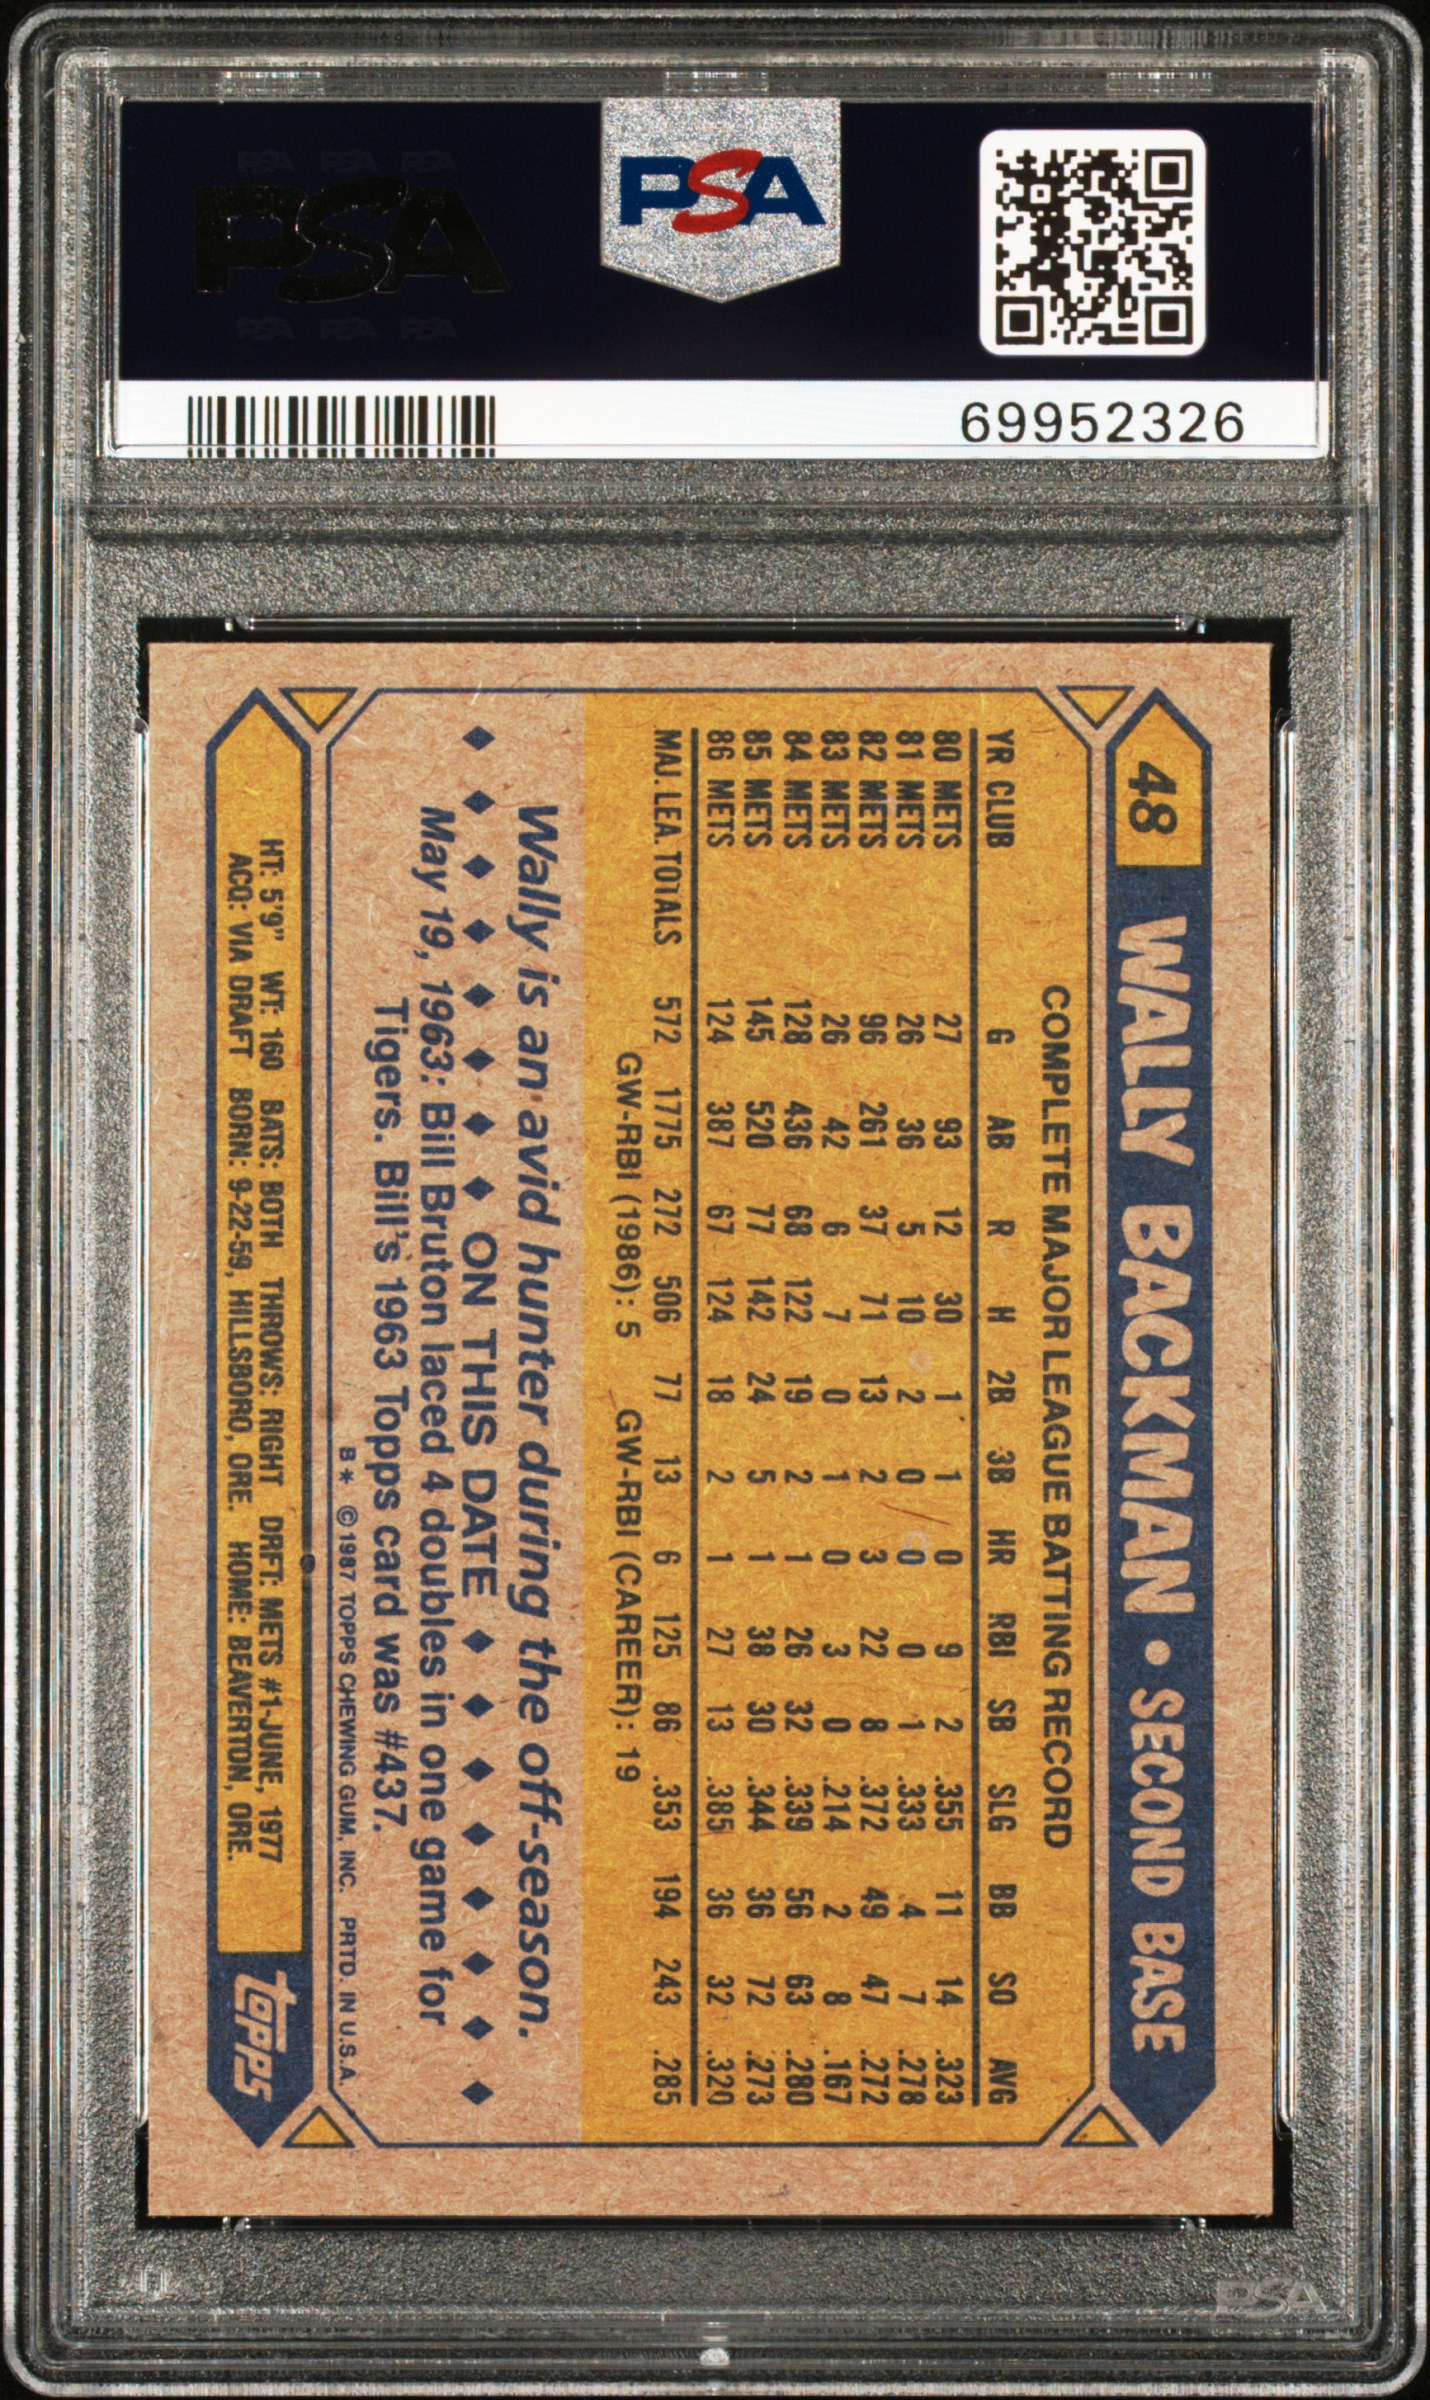 PSA PSA PSA
PSA
PSA PSA PSA
PSA
69952326
48 WALLY BACKMAN • SECOND BASE
COMPLETE MAJOR LEAGUE BATTING RECORD
YR CLUB G AB R H 2B 3B HR RBI SB SLG BB SO AVG
80 METS 27 93 12 30 1 1 0 9 2 .355 11 14 .323
81 METS 26 36 5 10 2 0 0 0 1 .333 4 7 .278
82 METS 96 261 37 71 13 2 3 22 8 .372 49 47 .272
83 METS 26 42 6 7 0 1 0 3 0 .214 2 8 .167
84 METS 128 436 68 122 19 2 1 26 32 .339 56 63 .280
85 METS 145 520 77 142 24 5 1 38 30 .344 36 72 .273
86 METS 124 387 67 124 18 2 1 27 13 .385 36 32 .320
MAJ. LEA. TOTALS 572 1775 272 506 77 13 6 125 86 .353 194 243 .285
GW-RBI (1986): 5 GW-RBI (CAREER): 19
Wally is an avid hunter during the off-season.
◆ ◆ ◆ ◆ ◆ ◆ ◆ ◆ ON THIS DATE ◆ ◆ ◆ ◆ ◆ ◆ ◆ ◆
May 19, 1963: Bill Bruton laced 4 doubles in one game for
Tigers. Bill's 1963 Topps card was #437.
B* ©1987 TOPPS CHEWING GUM, INC. PRTD. IN U.S.A.
HT: 5'9" WT: 160 BATS: BOTH THROWS: RIGHT DRFT: METS #1-JUNE, 1977
ACQ: VIA DRAFT BORN: 9-22-59, HILLSBORO, ORE. HOME: BEAVERTON, ORE.
topps
PSA